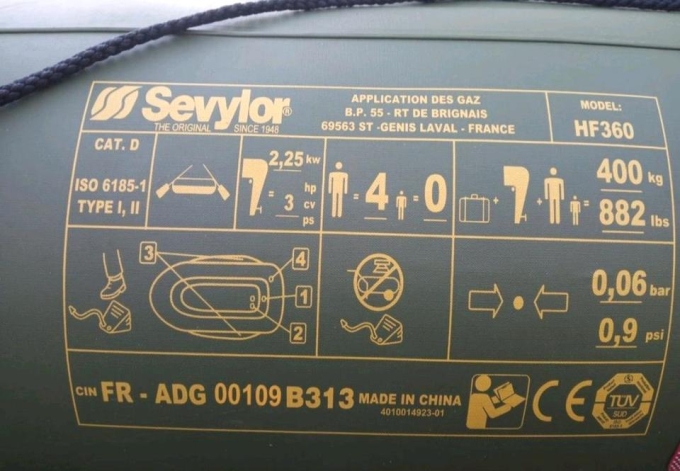 Sevylor®
THE ORIGINAL SINCE 1948
APPLICATION DES GAZ
B.P. 55 - RT DE BRIGNAIS
69563 ST -GENIS LAVAL - FRANCE
MODEL:
HF360
CAT. D
ISO 6185-1
TYPE I, II
2,25 kw
= 3 hp
cv
ps
= 4
= 0
+ + =
400 kg
882 lbs
3
4
1
2
0,06 bar
0,9 psi
CIN FR - ADG 00109 B313 MADE IN CHINA
4010014923-01
i
CE
TÜV
SÜD